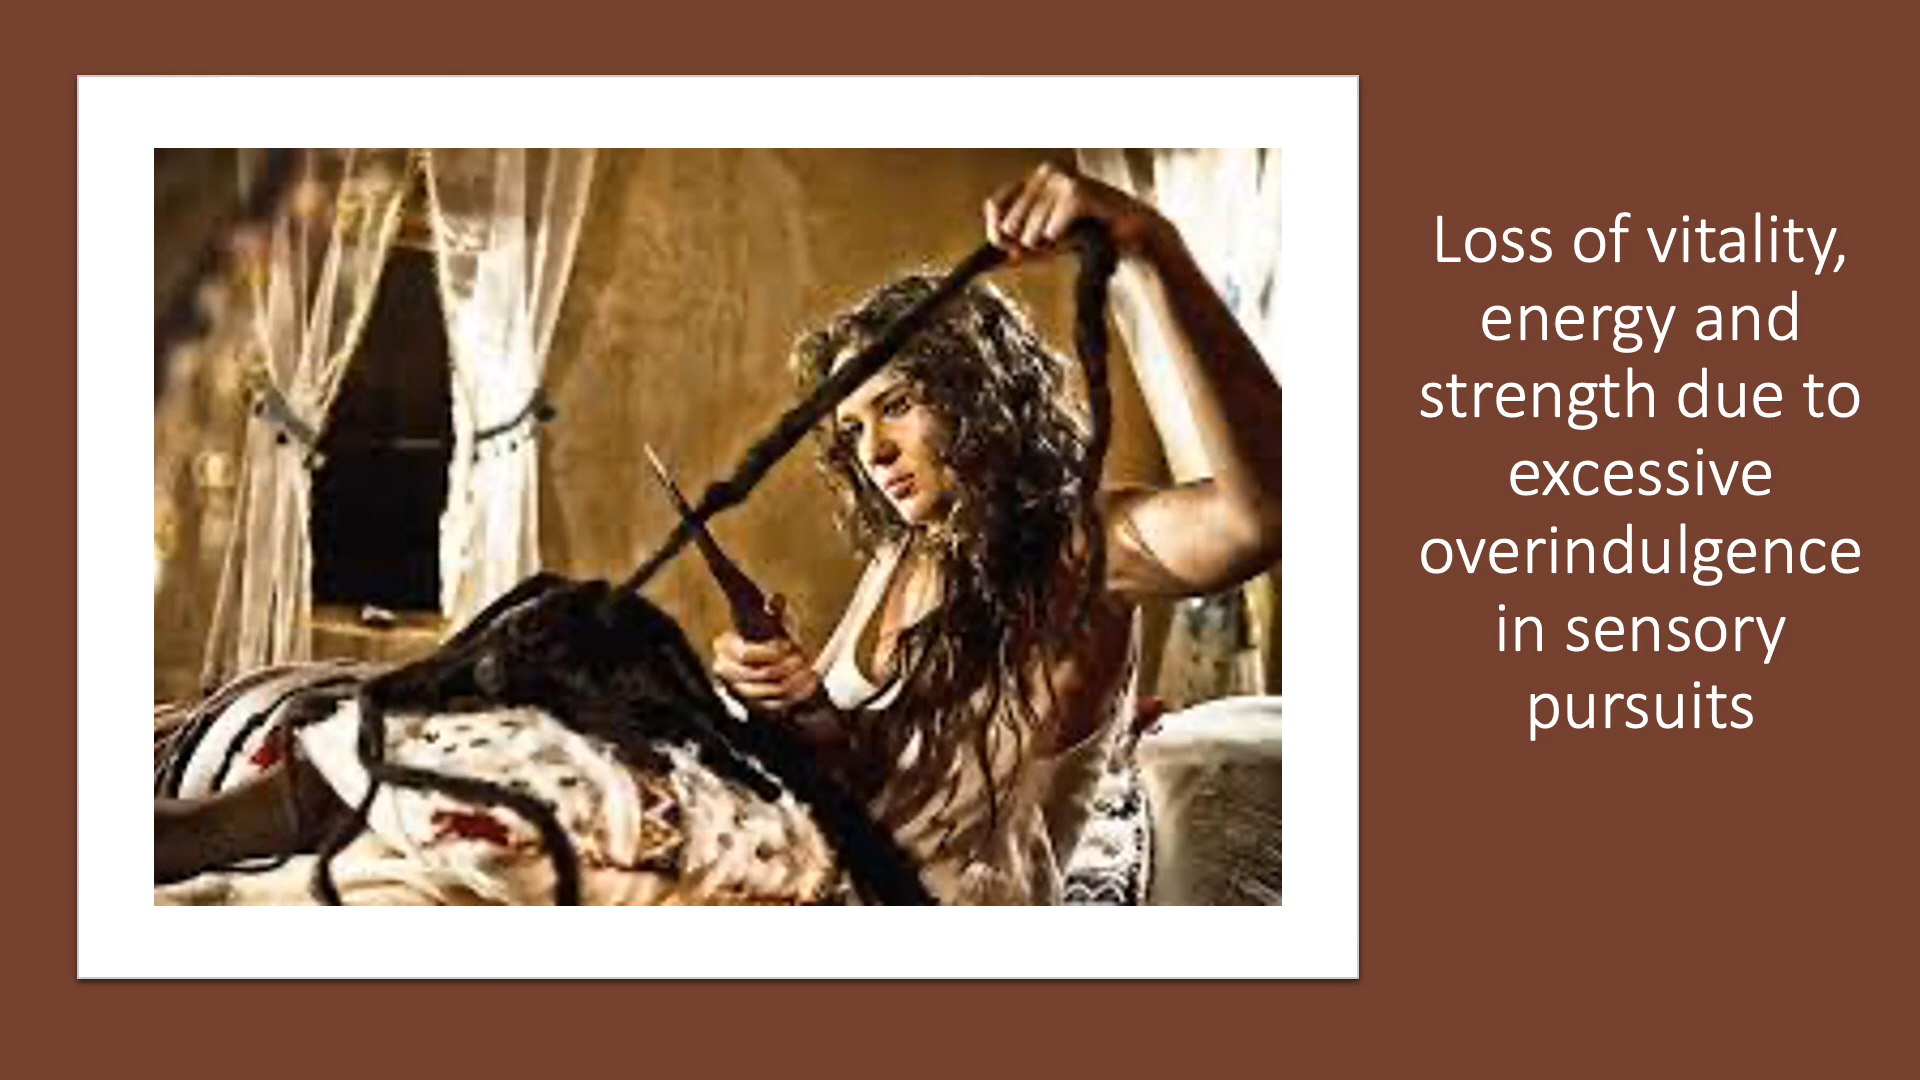 Loss of vitality,
energy and
strength due to
excessive
overindulgence
in sensory
pursuits